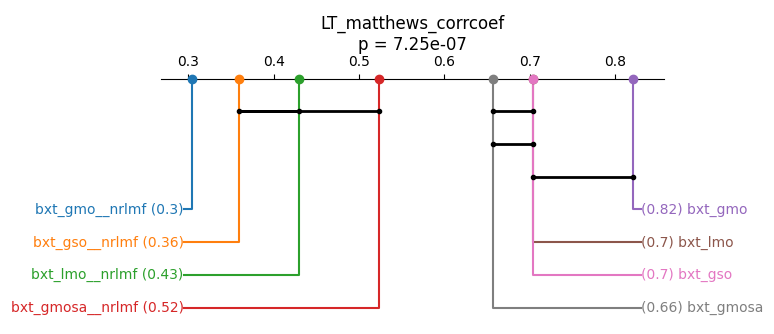 LT_matthews_corrcoef
p = 7.25e-07
0.3 0.4 0.5 0.6 0.7 0.8
bxt_gmo__nrlmf (0.3) (0.82) bxt_gmo
bxt_gso__nrlmf (0.36) (0.7) bxt_lmo
bxt_lmo__nrlmf (0.43) (0.7) bxt_gso
bxt_gmosa__nrlmf (0.52) (0.66) bxt_gmosa